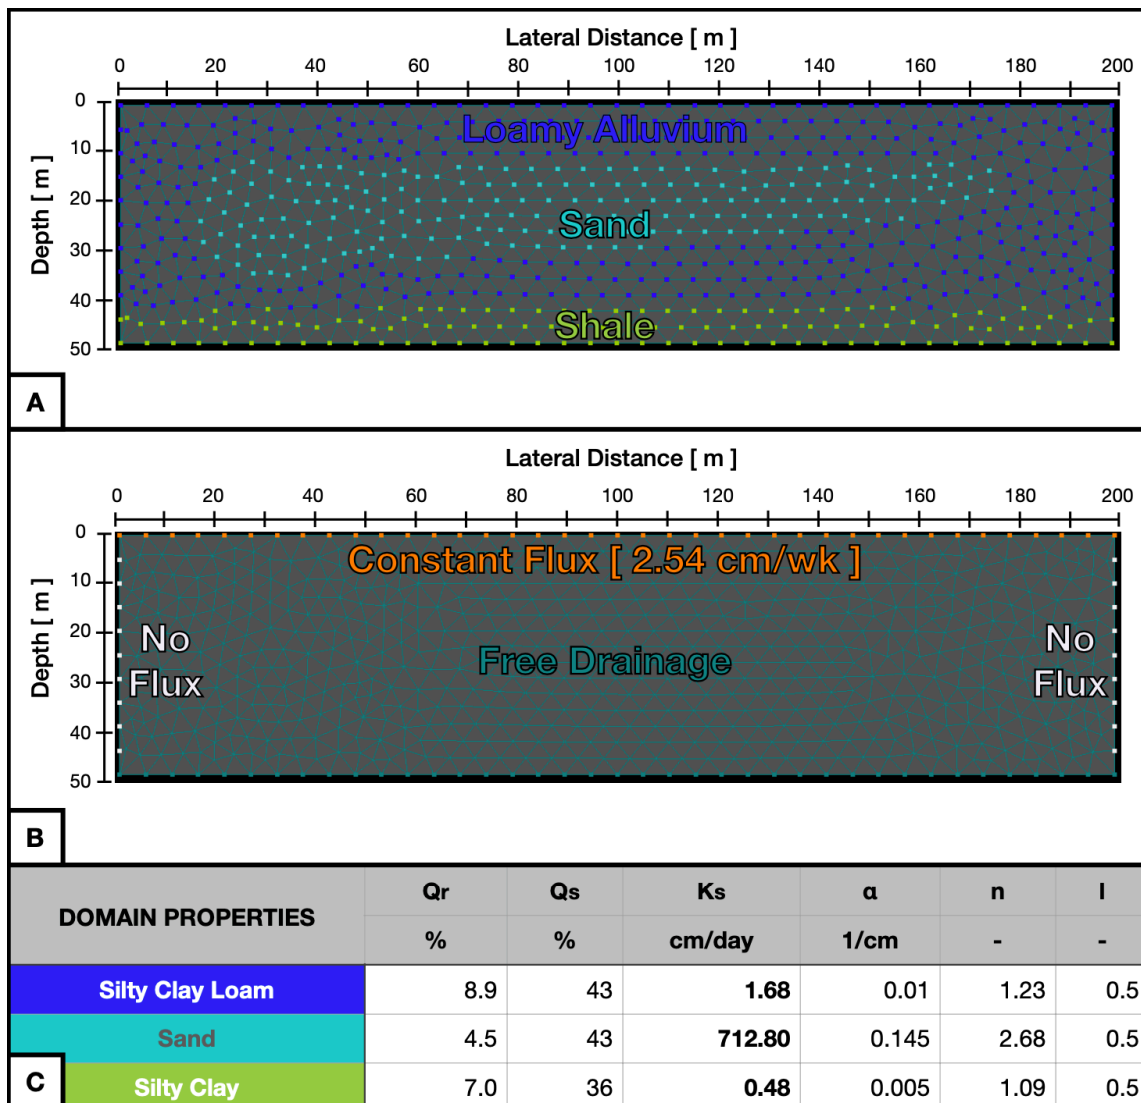 Lateral Distance [ m ]
0 20 40 60 80 100 120 140 160 180 200
Depth [ m ]
0
10
20
30
40
50
Loamy Alluvium
Sand
Shale
A
Lateral Distance [ m ]
0 20 40 60 80 100 120 140 160 180 200
Depth [ m ]
0
10
20
30
40
50
Constant Flux [ 2.54 cm/wk ]
No Flux
Free Drainage
No Flux
B
DOMAIN PROPERTIES Qr Qs Ks α n l
% % cm/day 1/cm - -
Silty Clay Loam 8.9 43 1.68 0.01 1.23 0.5
Sand 4.5 43 712.80 0.145 2.68 0.5
Silty Clay 7.0 36 0.48 0.005 1.09 0.5
C